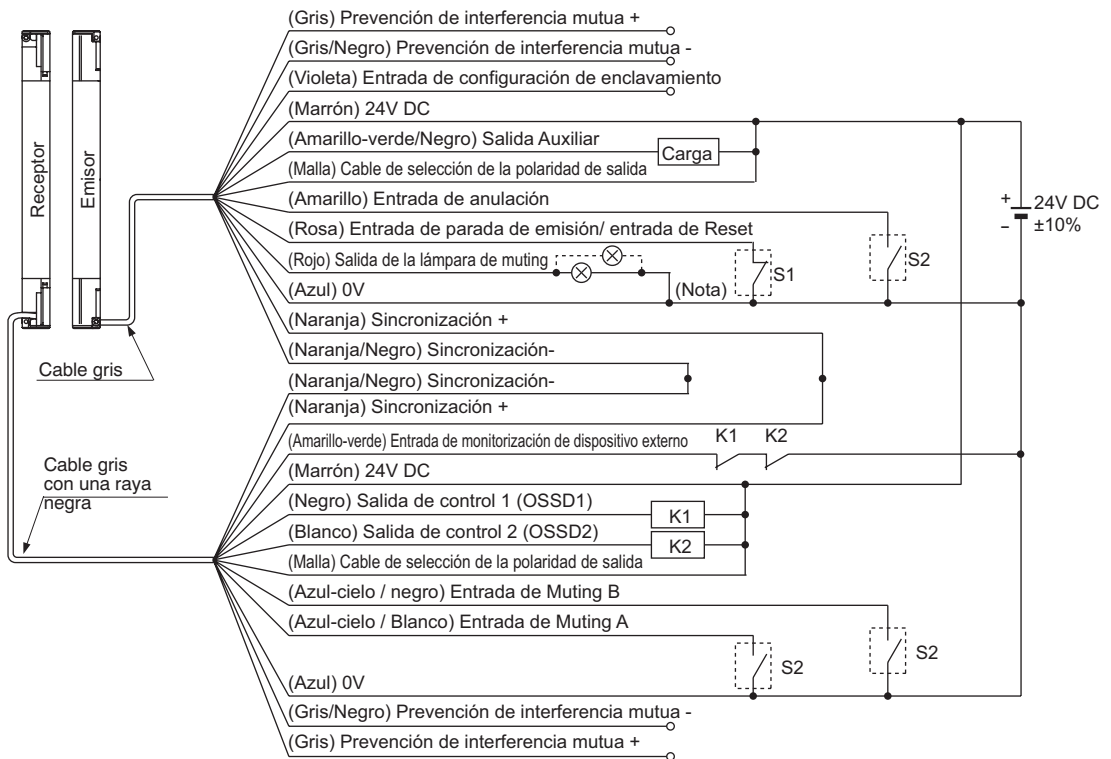 (Gris) Prevención de interferencia mutua +
(Gris/Negro) Prevención de interferencia mutua -
(Violeta) Entrada de configuración de enclavamiento
(Marrón) 24V DC
(Amarillo-verde/Negro) Salida Auxiliar
Carga
(Malla) Cable de selección de la polaridad de salida
(Amarillo) Entrada de anulación
(Rosa) Entrada de parada de emisión/ entrada de Reset
(Rojo) Salida de la lámpara de muting
(Azul) 0V
(Nota)
S1
S2
+
24V DC
–
±10%
Receptor
Emisor
Cable gris
(Naranja) Sincronización +
(Naranja/Negro) Sincronización-
(Naranja/Negro) Sincronización-
(Naranja) Sincronización +
(Amarillo-verde) Entrada de monitorización de dispositivo externo
K1
K2
Cable gris
con una raya
negra
(Marrón) 24V DC
(Negro) Salida de control 1 (OSSD1)
K1
(Blanco) Salida de control 2 (OSSD2)
K2
(Malla) Cable de selección de la polaridad de salida
(Azul-cielo / negro) Entrada de Muting B
(Azul-cielo / Blanco) Entrada de Muting A
S2
S2
(Azul) 0V
(Gris/Negro) Prevención de interferencia mutua -
(Gris) Prevención de interferencia mutua +